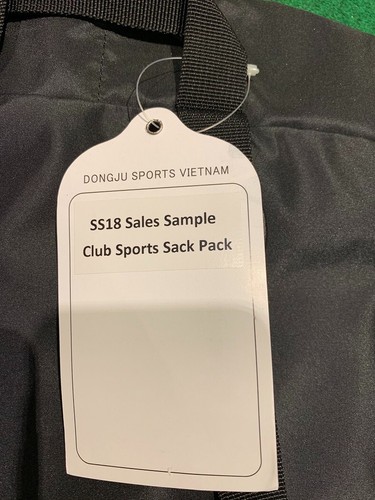 DONGJU SPORTS VIETNAM
SS18 Sales Sample
Club Sports Sack Pack